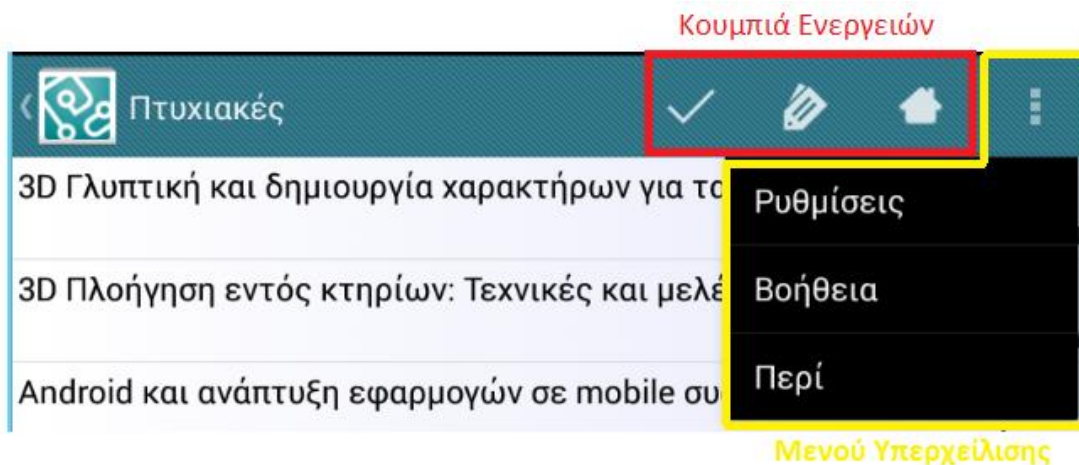 Κουμπιά Ενεργειών
Πτυχιακές
3D Γλυπτική και δημιουργία χαρακτήρων για τα
Ρυθμίσεις
3D Πλοήγηση εντός κτηρίων: Τεχνικές και μελέ
Βοήθεια
Android και ανάπτυξη εφαρμογών σε mobile συ
Περί
Μενού Υπερχείλισης